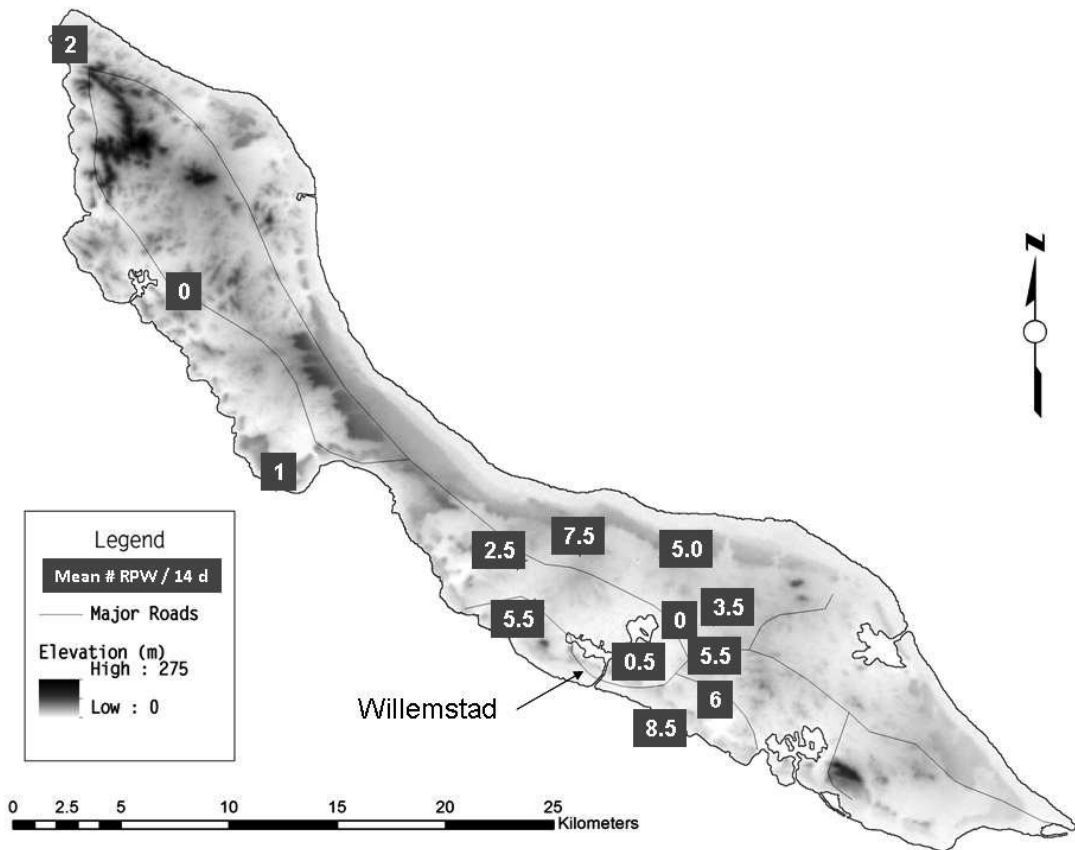 2
0
1
7.5
2.5
5.0
5.5
3.5
0
0.5
5.5
6
8.5
Willemstad
N
Legend
Mean # RPW / 14 d
Major Roads
Elevation (m)
High : 275
Low : 0
0 2.5 5 10 15 20 25
Kilometers